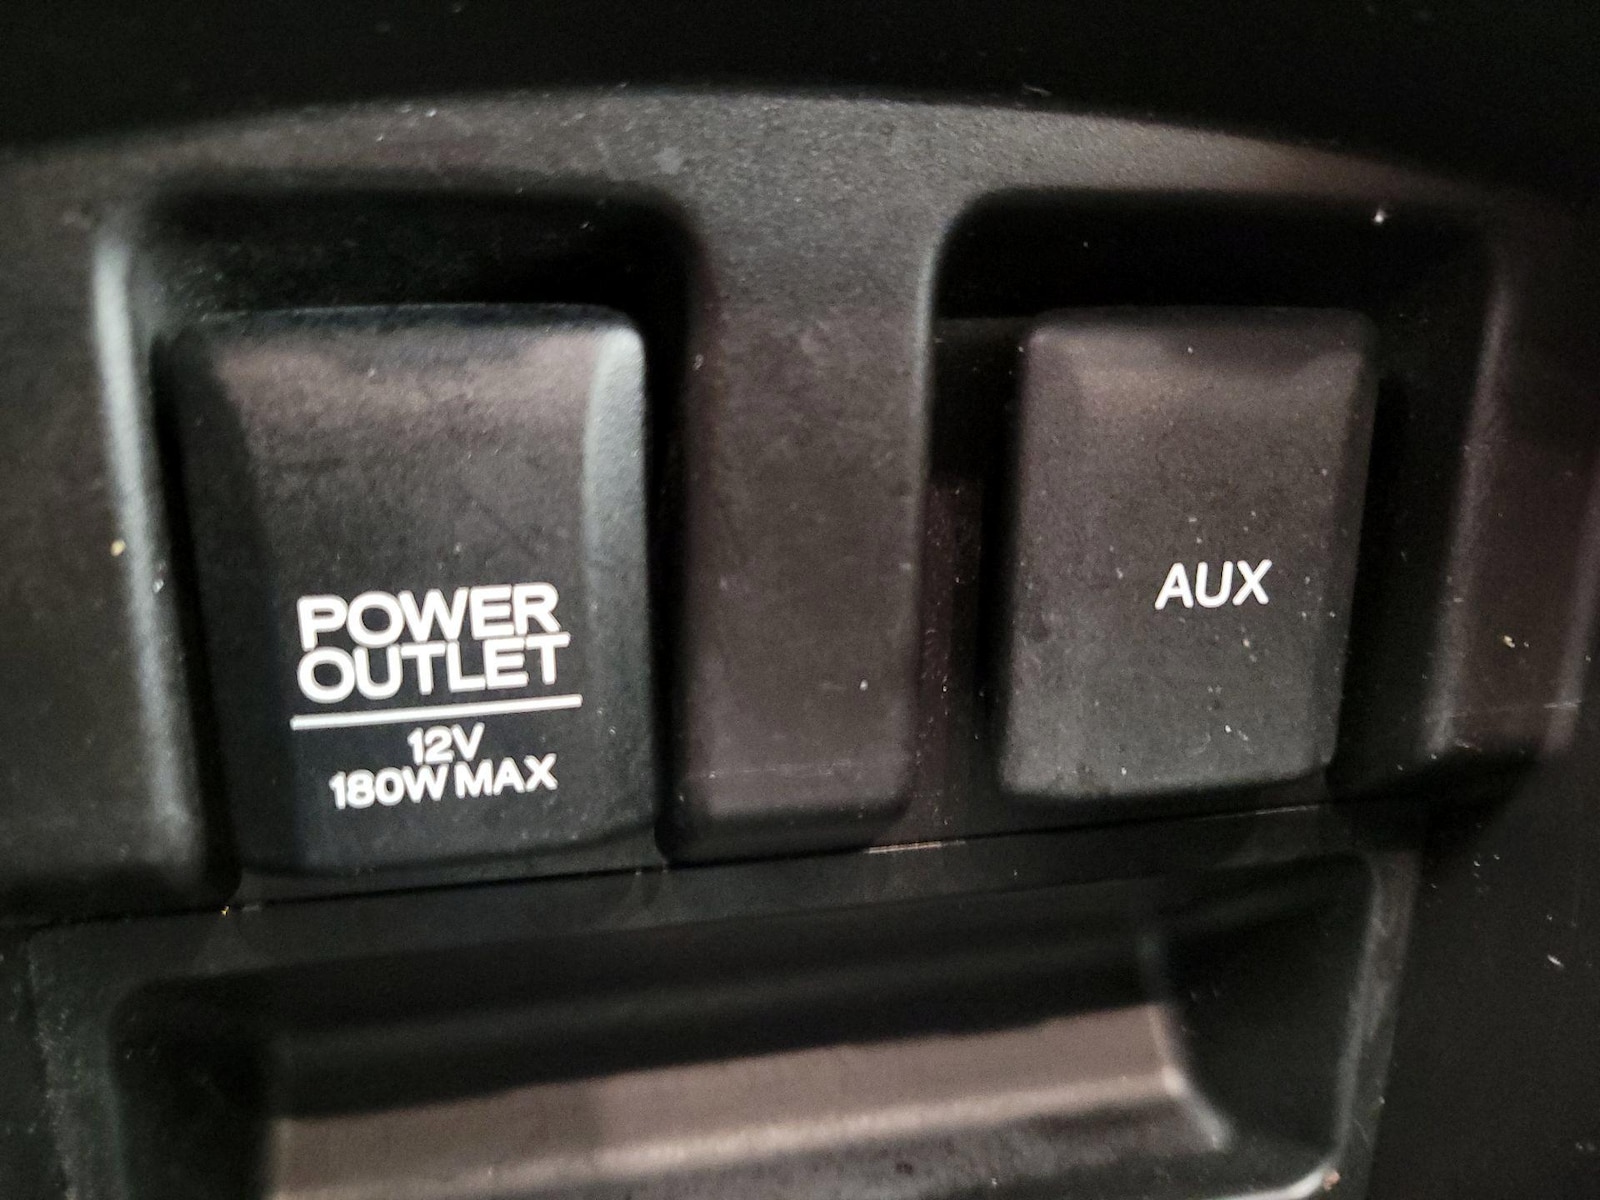 POWER
OUTLET
12V
180W MAX
AUX